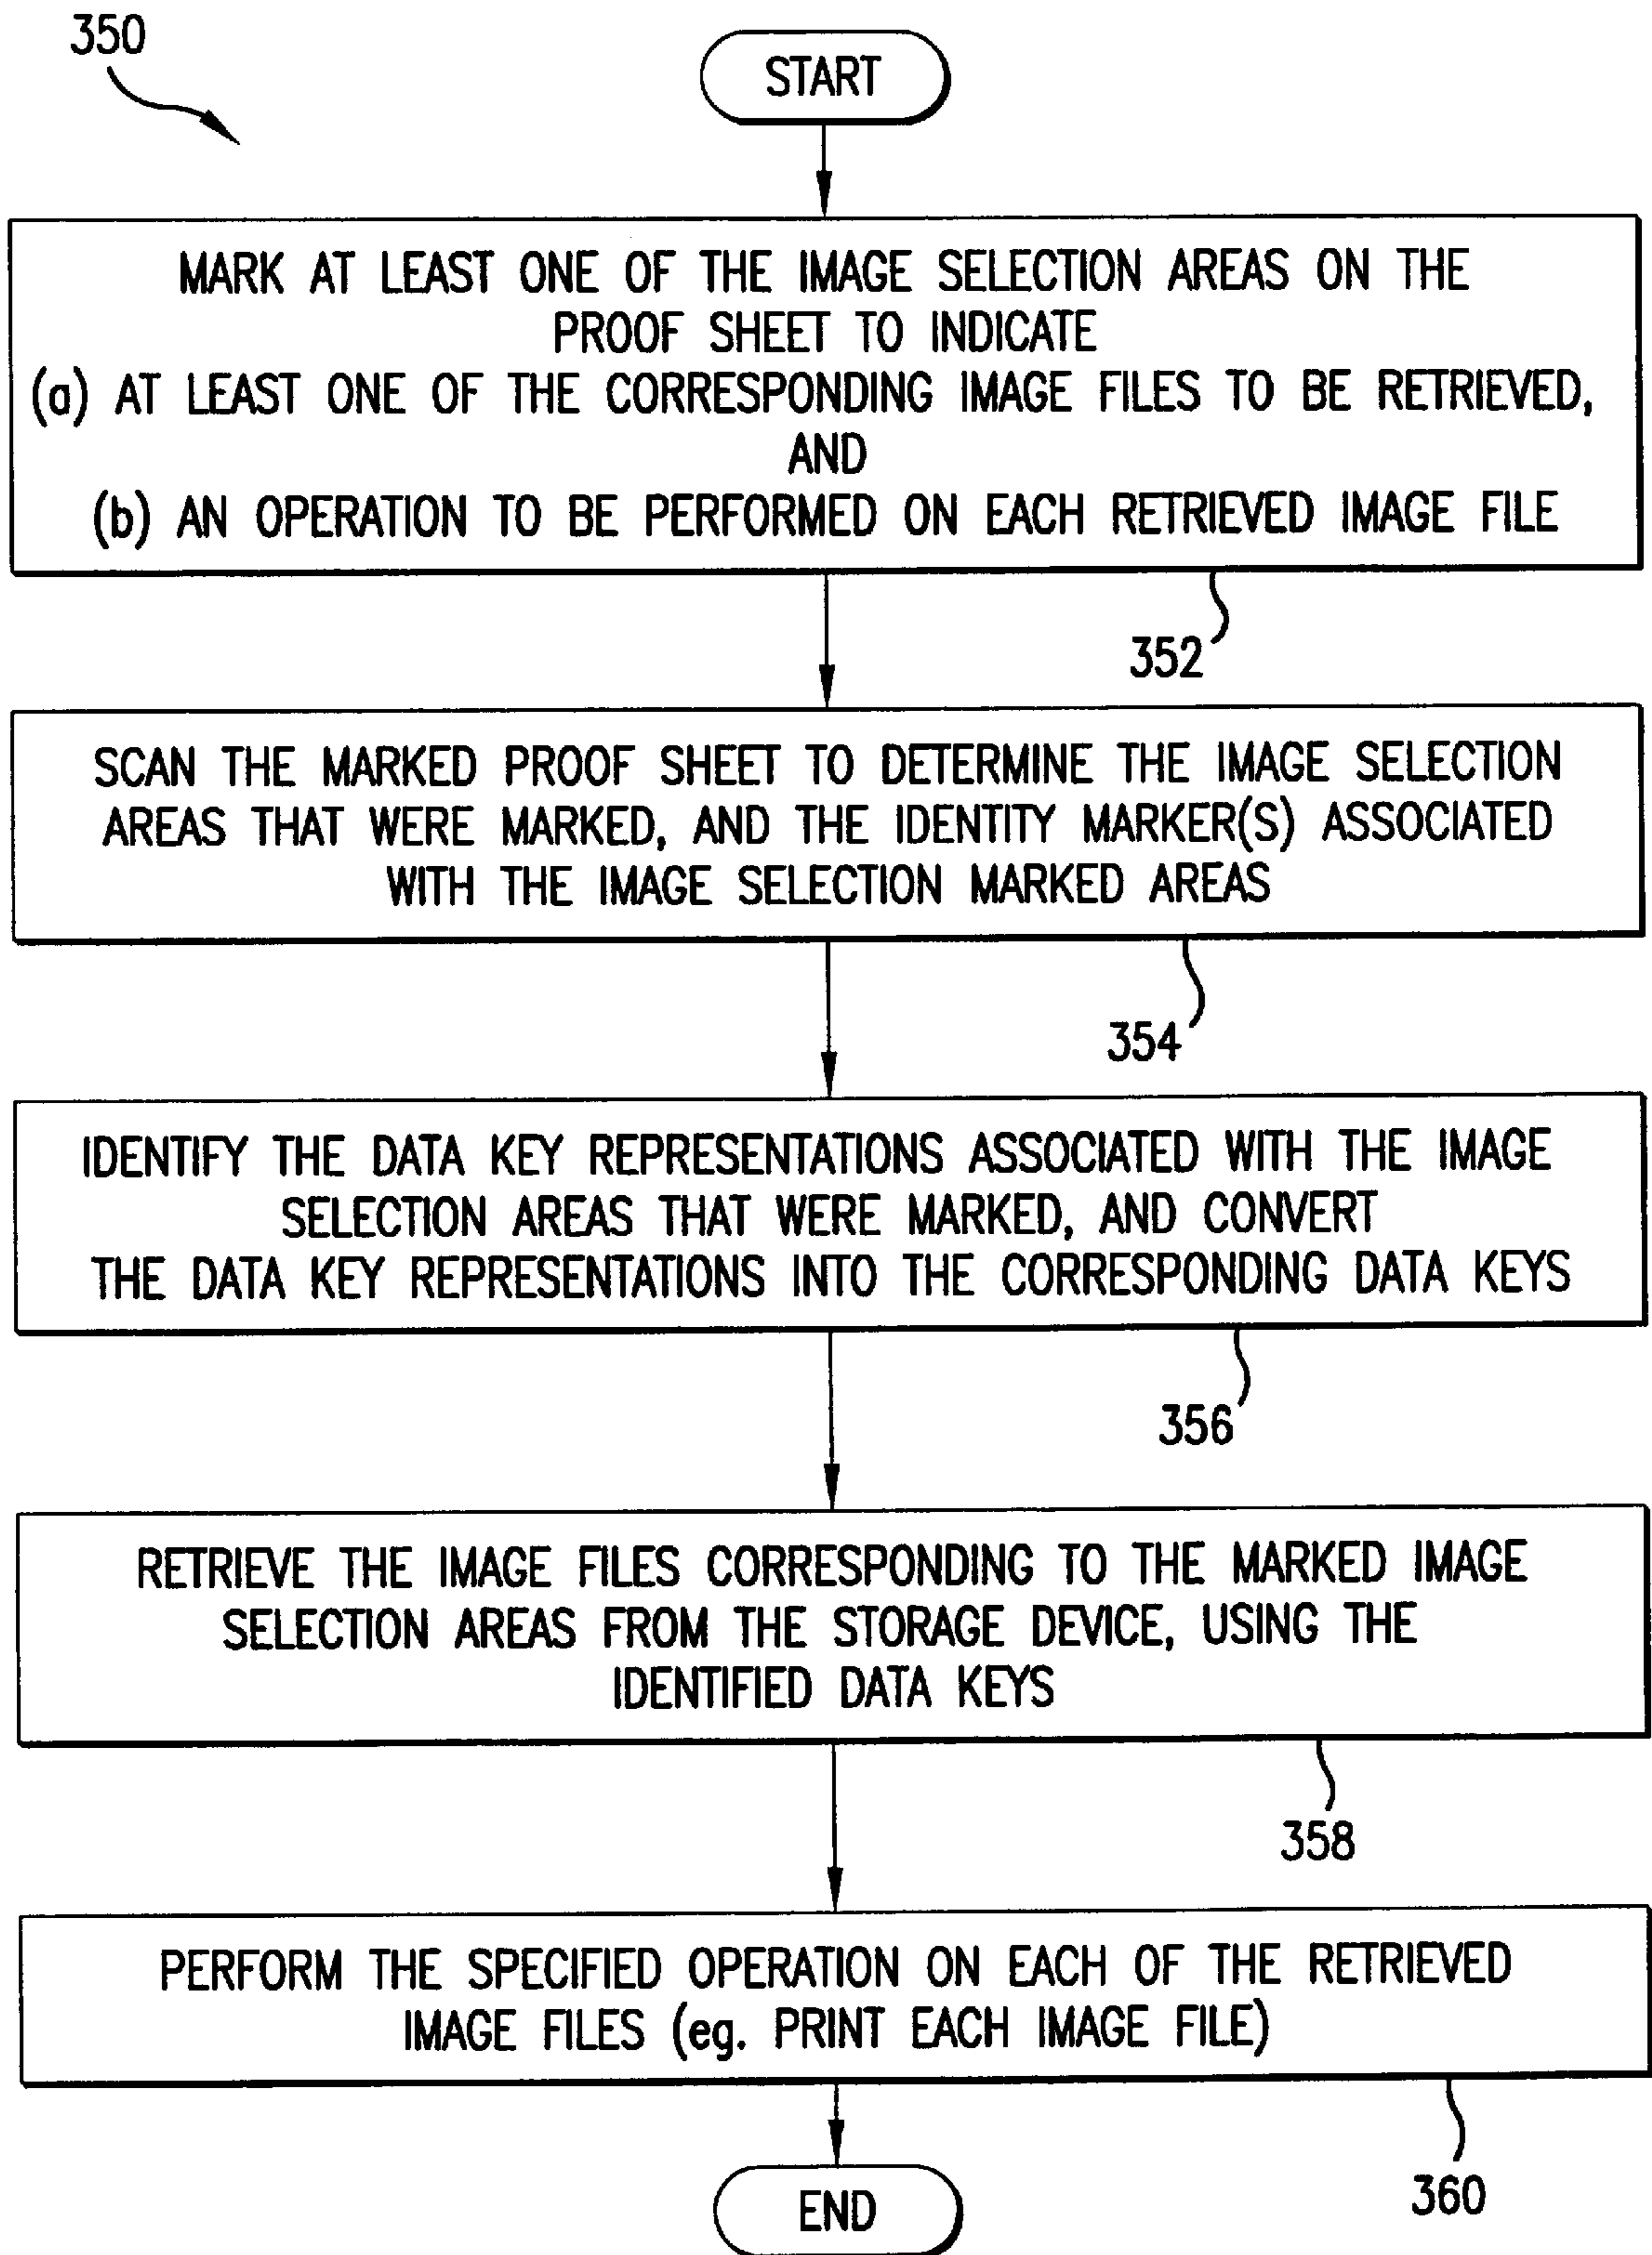 350
START
MARK AT LEAST ONE OF THE IMAGE SELECTION AREAS ON THE
PROOF SHEET TO INDICATE
(a) AT LEAST ONE OF THE CORRESPONDING IMAGE FILES TO BE RETRIEVED,
AND
(b) AN OPERATION TO BE PERFORMED ON EACH RETRIEVED IMAGE FILE
352
SCAN THE MARKED PROOF SHEET TO DETERMINE THE IMAGE SELECTION
AREAS THAT WERE MARKED, AND THE IDENTITY MARKER(S) ASSOCIATED
WITH THE IMAGE SELECTION MARKED AREAS
354
IDENTIFY THE DATA KEY REPRESENTATIONS ASSOCIATED WITH THE IMAGE
SELECTION AREAS THAT WERE MARKED, AND CONVERT
THE DATA KEY REPRESENTATIONS INTO THE CORRESPONDING DATA KEYS
356
RETRIEVE THE IMAGE FILES CORRESPONDING TO THE MARKED IMAGE
SELECTION AREAS FROM THE STORAGE DEVICE, USING THE
IDENTIFIED DATA KEYS
358
PERFORM THE SPECIFIED OPERATION ON EACH OF THE RETRIEVED
IMAGE FILES (eg. PRINT EACH IMAGE FILE)
360
END